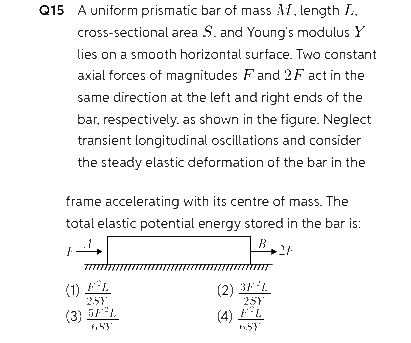 Q15 A uniform prismatic bar of mass M, length L,
cross-sectional area S, and Young's modulus Y
lies on a smooth horizontal surface. Two constant
axial forces of magnitudes F and 2F act in the
same direction at the left and right ends of the
bar, respectively, as shown in the figure. Neglect
transient longitudinal oscillations and consider
the steady elastic deformation of the bar in the
frame accelerating with its centre of mass. The
total elastic potential energy stored in the bar is:
F A B 2F
(1) F²L/2SY (2) 3F²L/2SY
(3) 5F²L/6SY (4) F²L/6SY